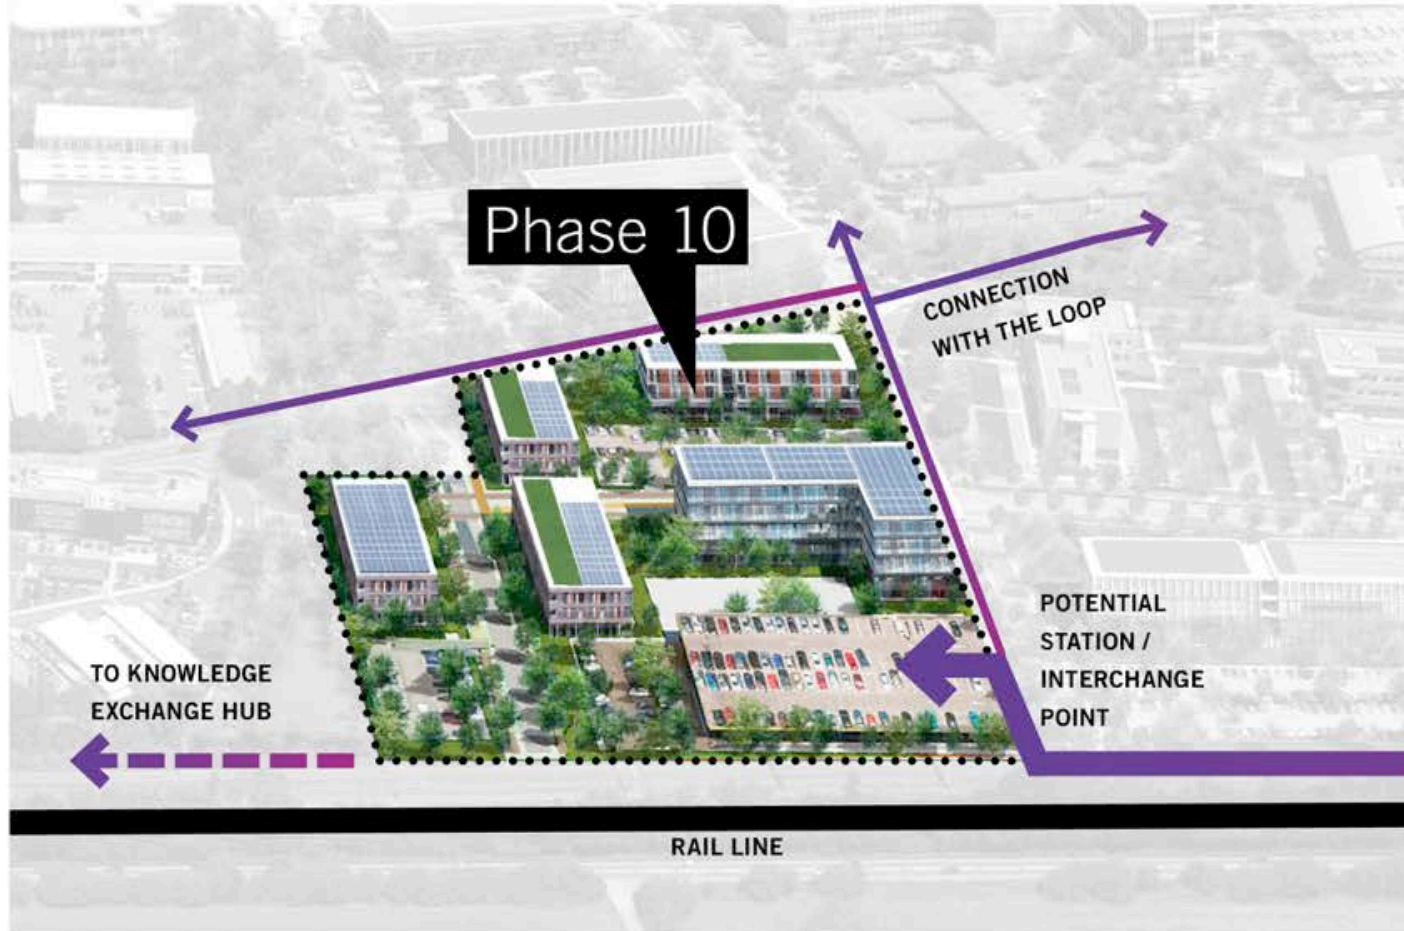 Phase 10
CONNECTION
WITH THE LOOP
POTENTIAL
STATION /
INTERCHANGE
POINT
TO KNOWLEDGE
EXCHANGE HUB
RAIL LINE